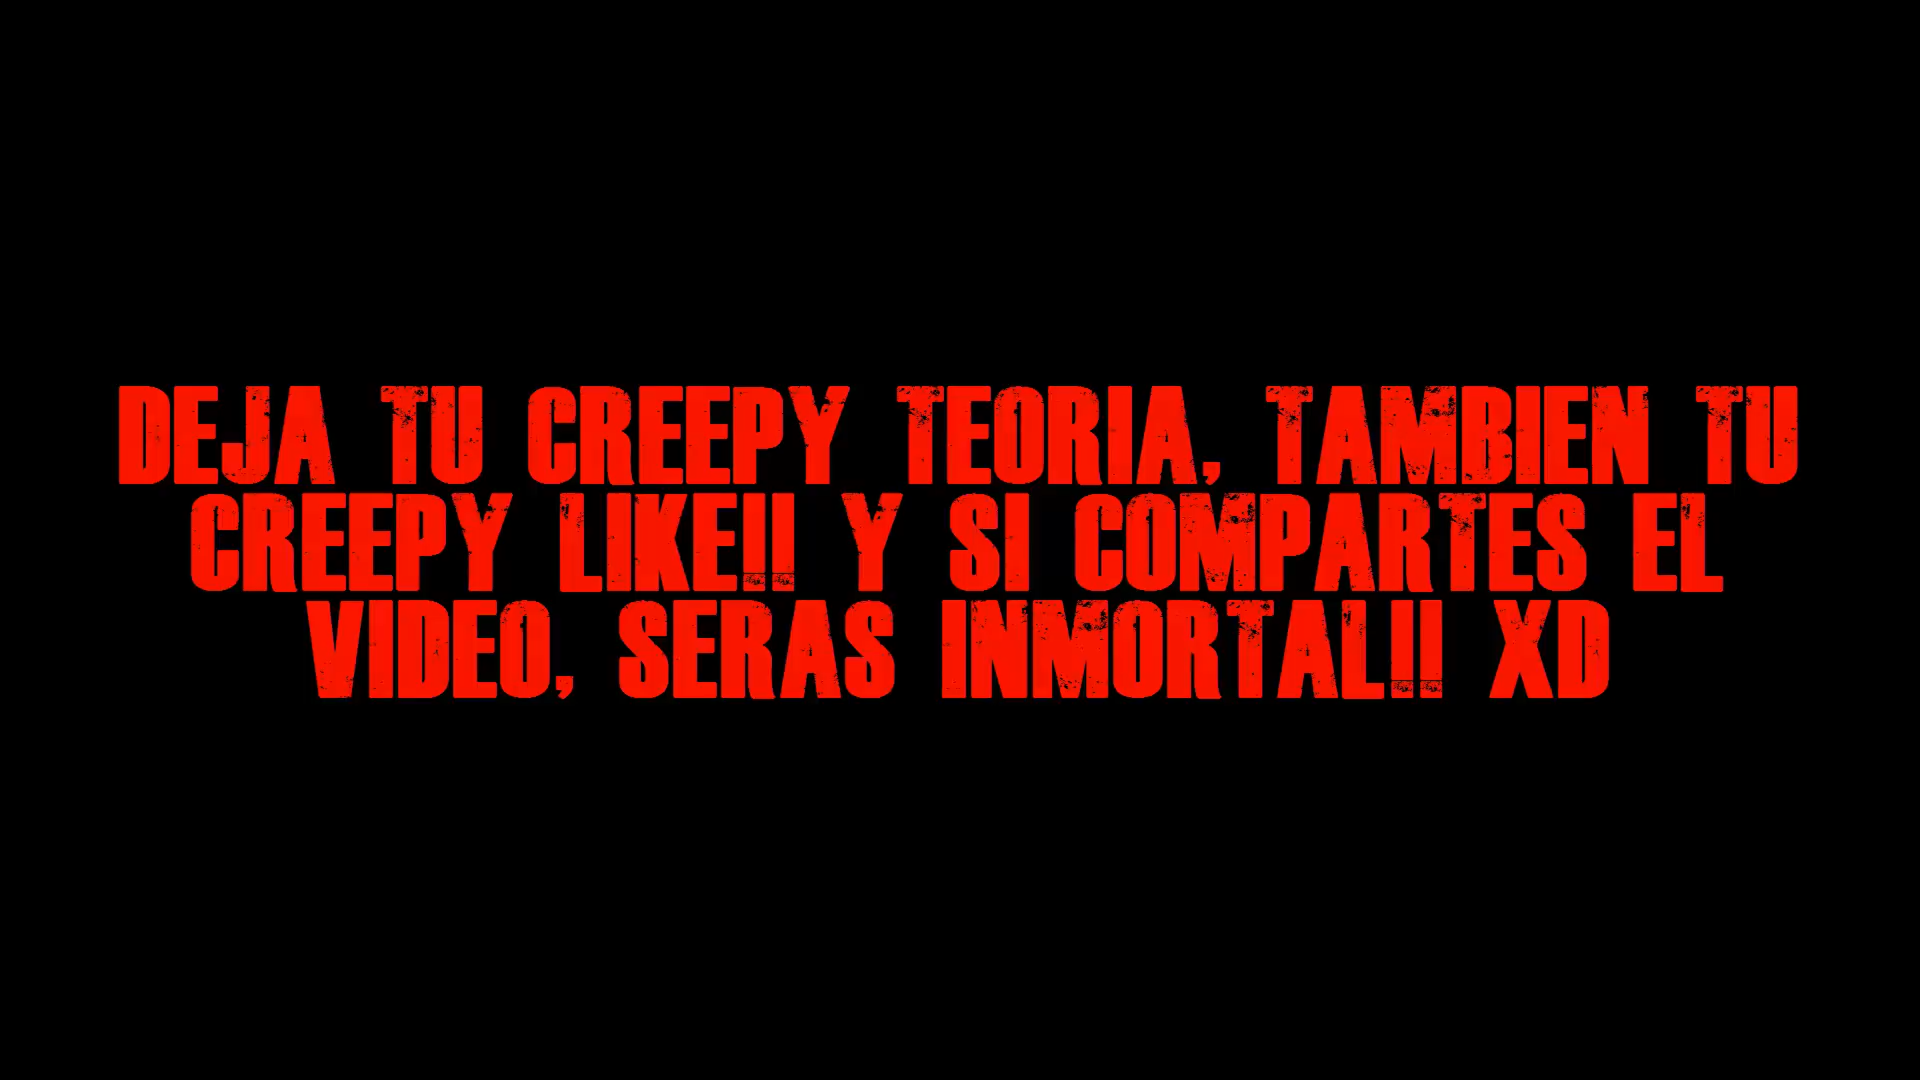 DEJA TU CREEPY TEORIA, TAMBIEN TU
CREEPY LIKE!! Y SI COMPARTES EL
VIDEO, SERAS INMORTAL!! XD